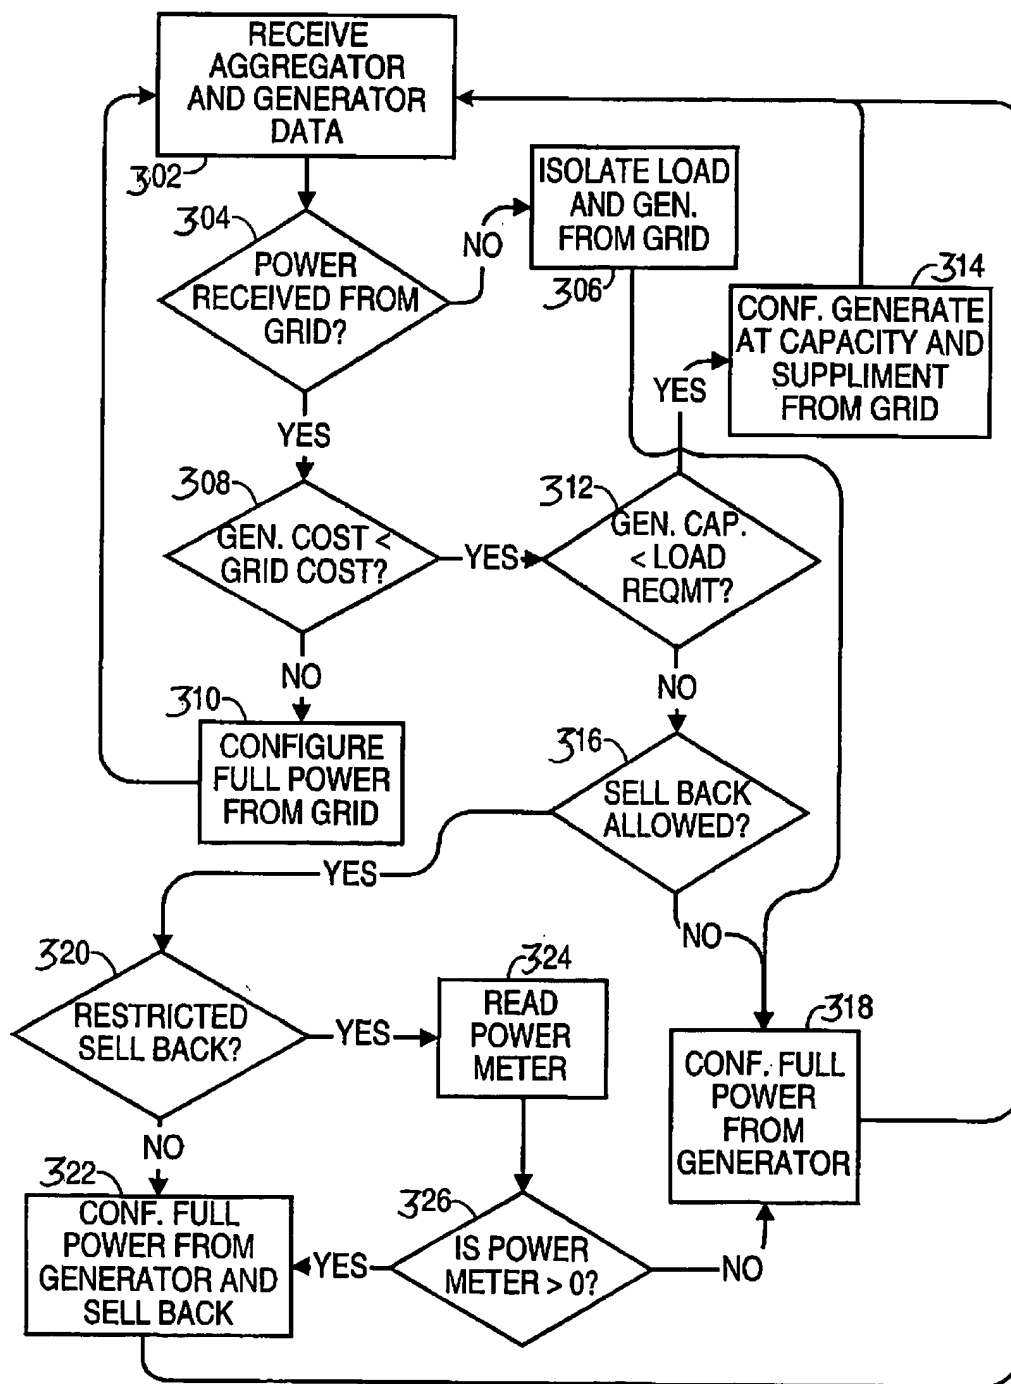 RECEIVE
AGGREGATOR
AND GENERATOR
DATA
302
304
POWER
RECEIVED FROM
GRID?
NO
ISOLATE LOAD
AND GEN.
FROM GRID
306
314
CONF. GENERATE
AT CAPACITY AND
SUPPLIMENT
FROM GRID
YES
YES
308
GEN. COST <
GRID COST?
YES
312
GEN. CAP.
< LOAD
REQMT?
NO
NO
310
CONFIGURE
FULL POWER
FROM GRID
316
SELL BACK
ALLOWED?
YES
NO
320
RESTRICTED
SELL BACK?
YES
324
READ
POWER
METER
318
CONF. FULL
POWER
FROM
GENERATOR
NO
322
CONF. FULL
POWER FROM
GENERATOR AND
SELL BACK
YES
326
IS POWER
METER > 0?
NO